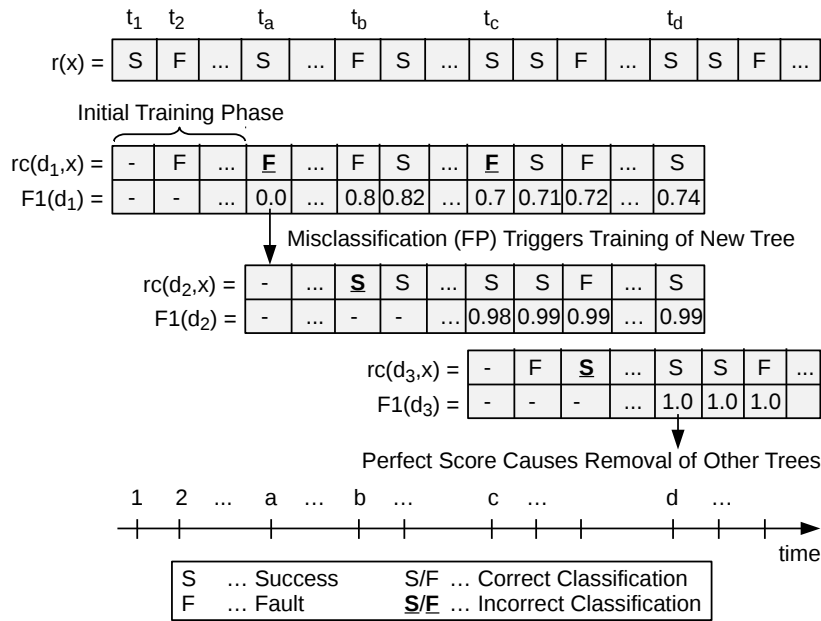 t1 t2 ta tb tc td
r(x) = S F ... S ... F S ... S S F ... S S F ...
Initial Training Phase
rc(d1,x) = - F ... F ... F S ... F S F ... S
F1(d1) = - - ... 0.0 ... 0.8 0.82 ... 0.7 0.71 0.72 ... 0.74
Misclassification (FP) Triggers Training of New Tree
rc(d2,x) = - ... S S ... S S F ... S
F1(d2) = - ... - - ... 0.98 0.99 0.99 ... 0.99
rc(d3,x) = - F S ... S S F ...
F1(d3) = - - - ... 1.0 1.0 1.0
Perfect Score Causes Removal of Other Trees
1 2 ... a ... b ... c ... d ...
time
S ... Success S/F ... Correct Classification
F ... Fault S/F ... Incorrect Classification